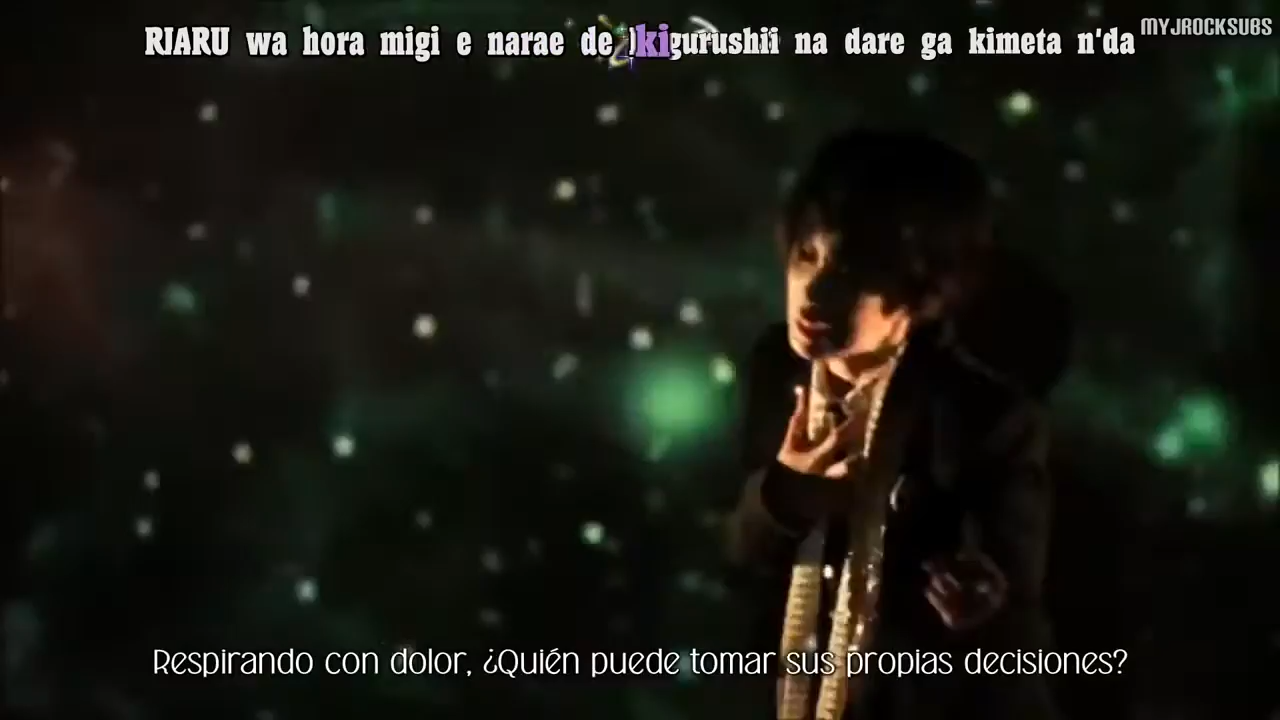 RIARU wa hora migi e narae de ikigurushii na dare ga kimeta n'da
MYJROCKSUBS
Respirando con dolor, ¿Quién puede tomar sus propias decisiones?